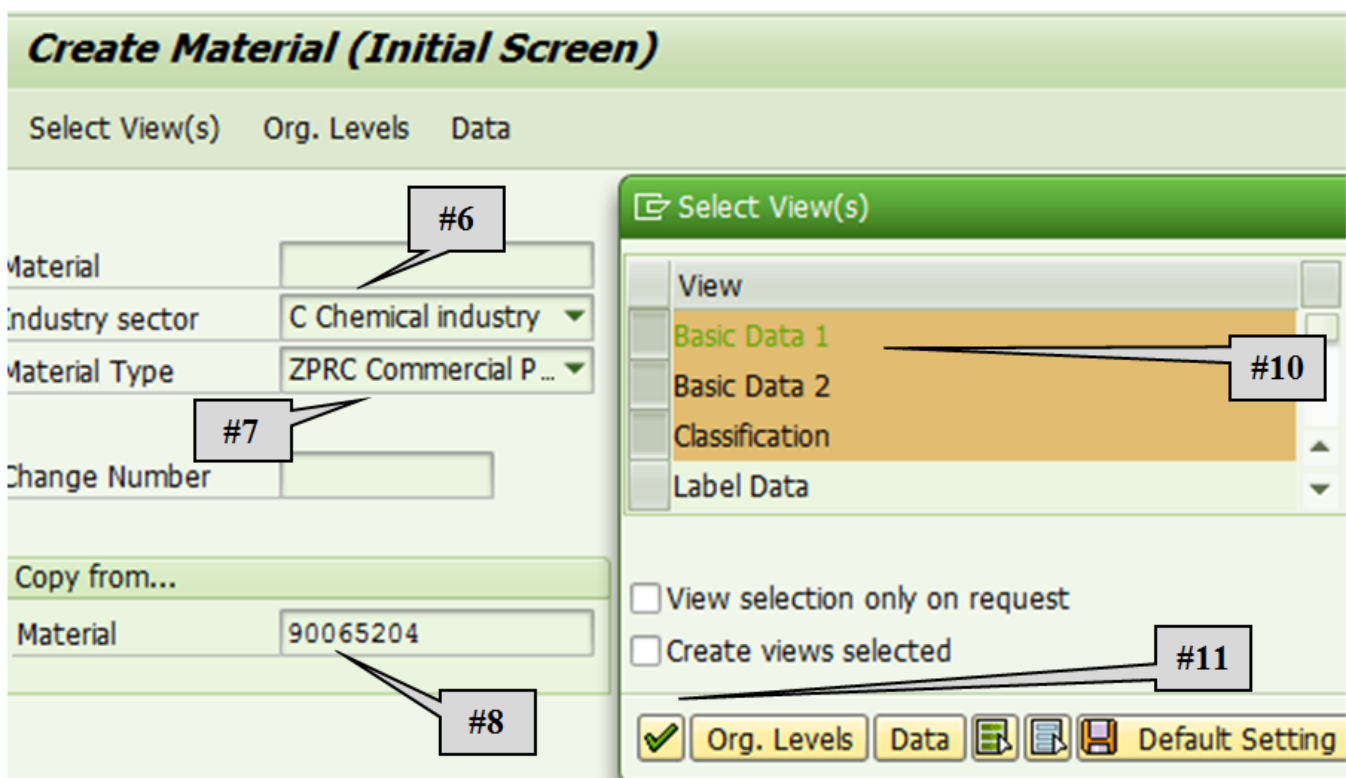 Create Material (Initial Screen)
Select View(s) Org. Levels Data
#6
Material
Industry sector C Chemical industry
Material Type ZPRC Commercial P...
#7
Change Number
Copy from...
Material 90065204
#8
Select View(s)
View
Basic Data 1
#10
Basic Data 2
Classification
Label Data
View selection only on request
Create views selected
#11
Org. Levels Data Default Setting